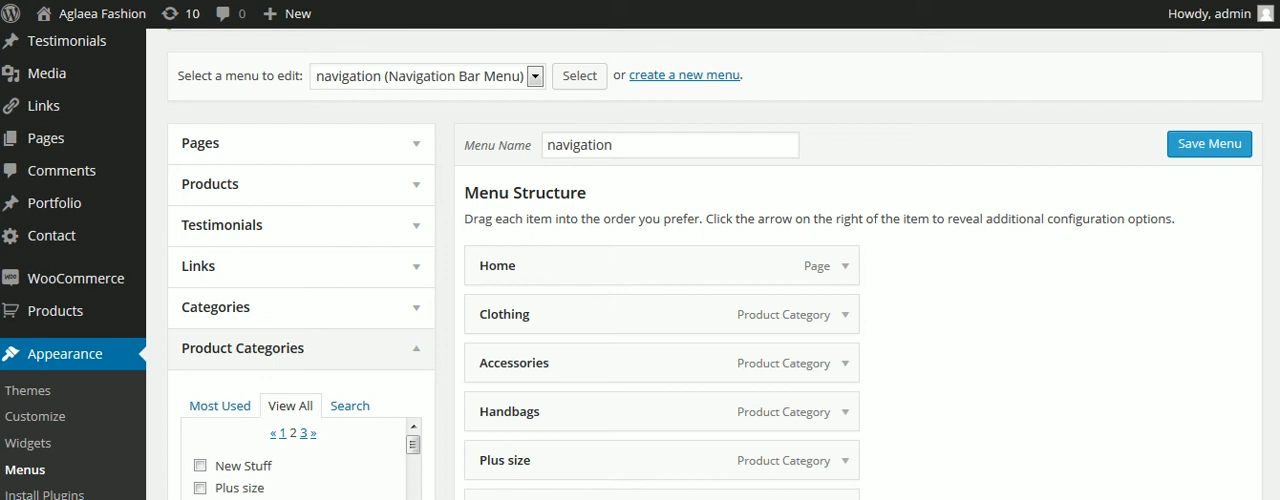 Aglaea Fashion 10 0 New Howdy, admin
Testimonials
Media
Links
Pages
Comments
Portfolio
Contact
WooCommerce
Products
Appearance
Themes
Customize
Widgets
Menus
Install Plugins
Select a menu to edit: navigation (Navigation Bar Menu) Select or create a new menu.
Pages
Products
Testimonials
Links
Categories
Product Categories
Most Used View All Search
« 1 2 3 »
New Stuff
Plus size
Menu Name navigation Save Menu
Menu Structure
Drag each item into the order you prefer. Click the arrow on the right of the item to reveal additional configuration options.
Home Page
Clothing Product Category
Accessories Product Category
Handbags Product Category
Plus size Product Category